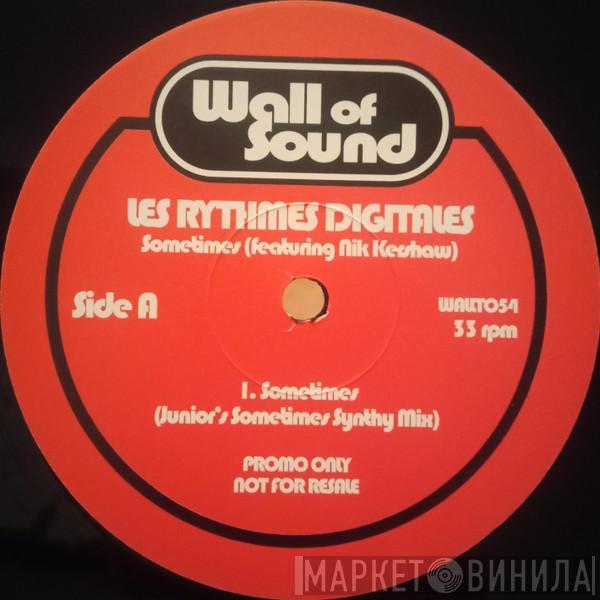 Wall of
Sound
LES RYTHMES DIGITALES
Sometimes (featuring Nik Kershaw)
Side A
WALLT054
33 rpm
1. Sometimes
(Junior's Sometimes Synthy Mix)
PROMO ONLY
NOT FOR RESALE
МАРКЕТ ВИНИЛА